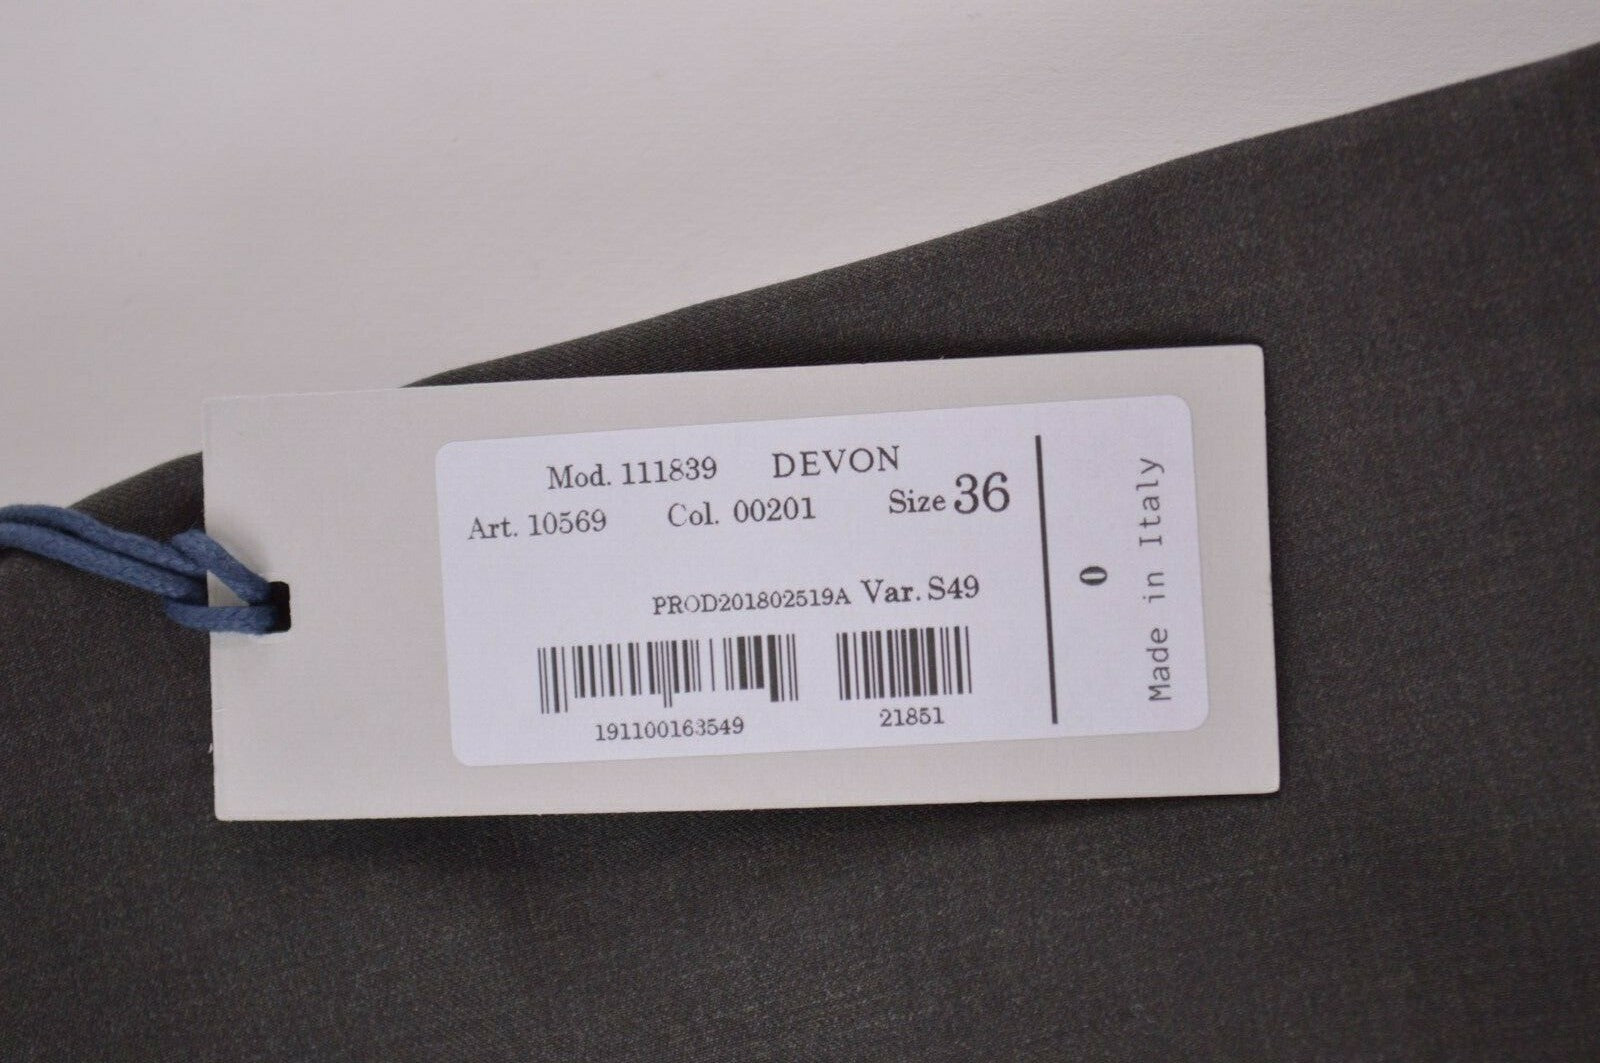 Mod. 111839 DEVON
Art. 10569 Col. 00201 Size 36
PROD201802519A Var. S49
191100163549 21851
0
Made in Italy